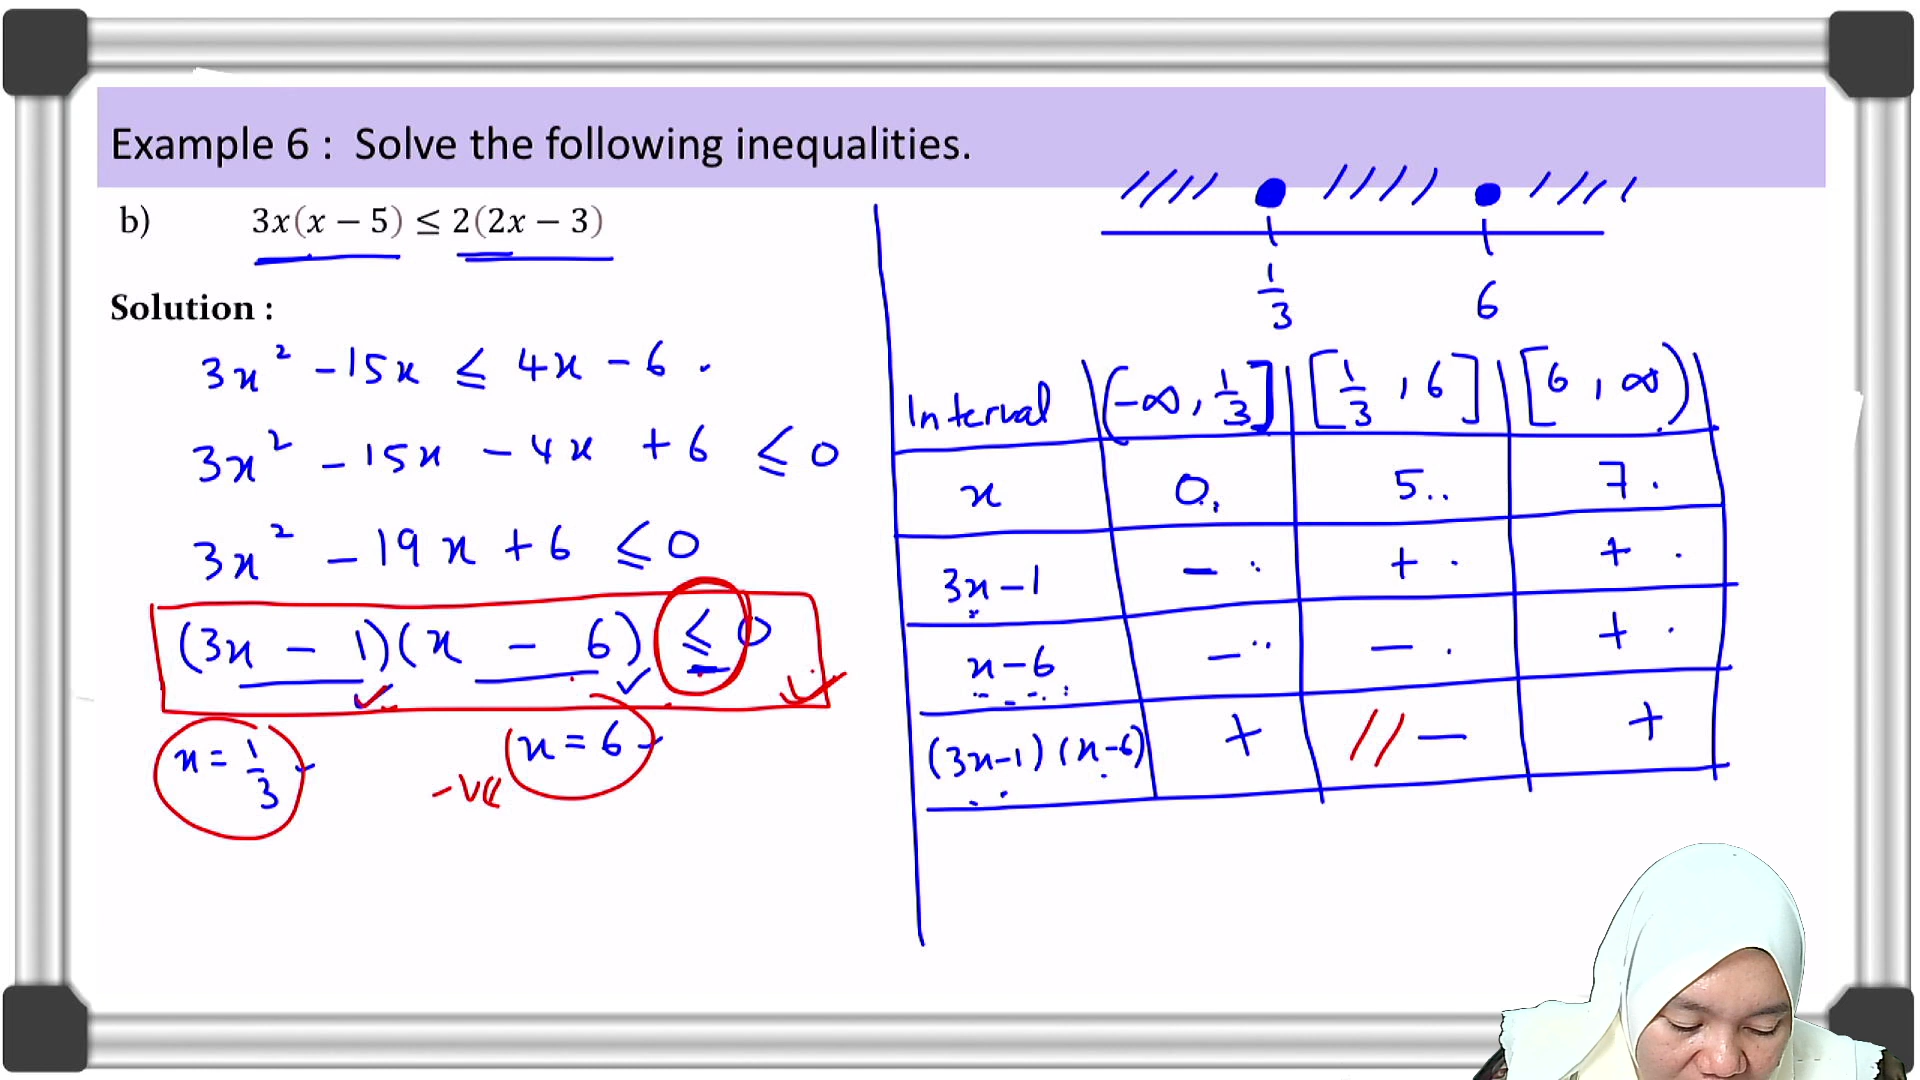 Example 6 : Solve the following inequalities.
b) 3x(x − 5) ≤ 2(2x − 3)
Solution :
3x² − 15x ≤ 4x − 6 .
3x² − 15x − 4x + 6 ≤ 0
3x² − 19x + 6 ≤ 0
(3x − 1)(x − 6) ≤ 0
x = 1/3
x = 6
-ve
1/3 6
Interval (-∞, 1/3] [1/3, 6] [6, ∞)
x 0 5 7
3x-1 − + +
x-6 − − +
(3x-1)(x-6) + // − +